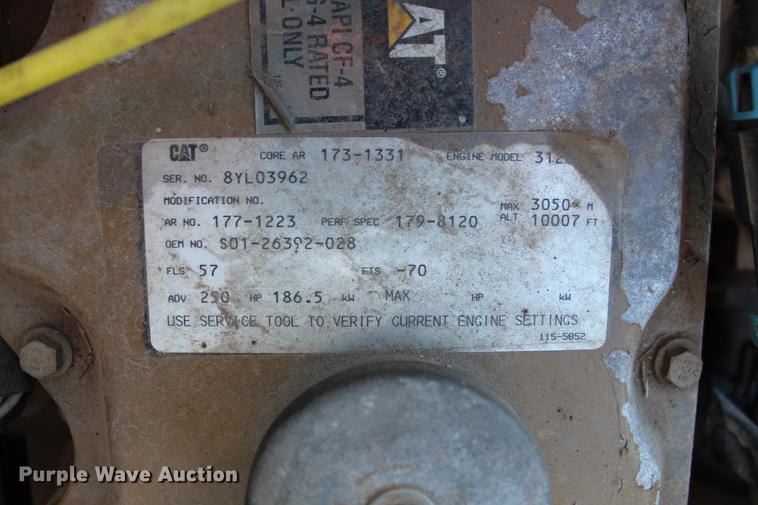 API CF-4
G-4 RATED
L ONLY
AT®
CAT® CORE AR 173-1331 ENGINE MODEL 312
SER. NO. 8YL03962
MODIFICATION NO.
AR NO. 177-1223 PERF SPEC 179-8120 MAX ALT 3050 M 10007 FT
OEM NO. S01-26392-028
FLS 57 FTS -70
ADV 250 HP 186.5 kW MAX HP kW
USE SERVICE TOOL TO VERIFY CURRENT ENGINE SETTINGS
115-5852
Purple Wave Auction